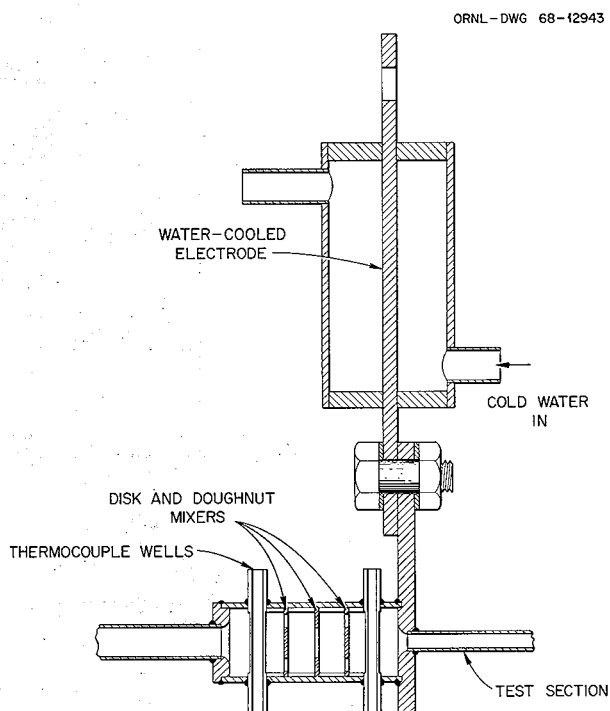 ORNL-DWG 68-12943
WATER-COOLED
ELECTRODE
COLD WATER
IN
DISK AND DOUGHNUT
MIXERS
THERMOCOUPLE WELLS
TEST SECTION